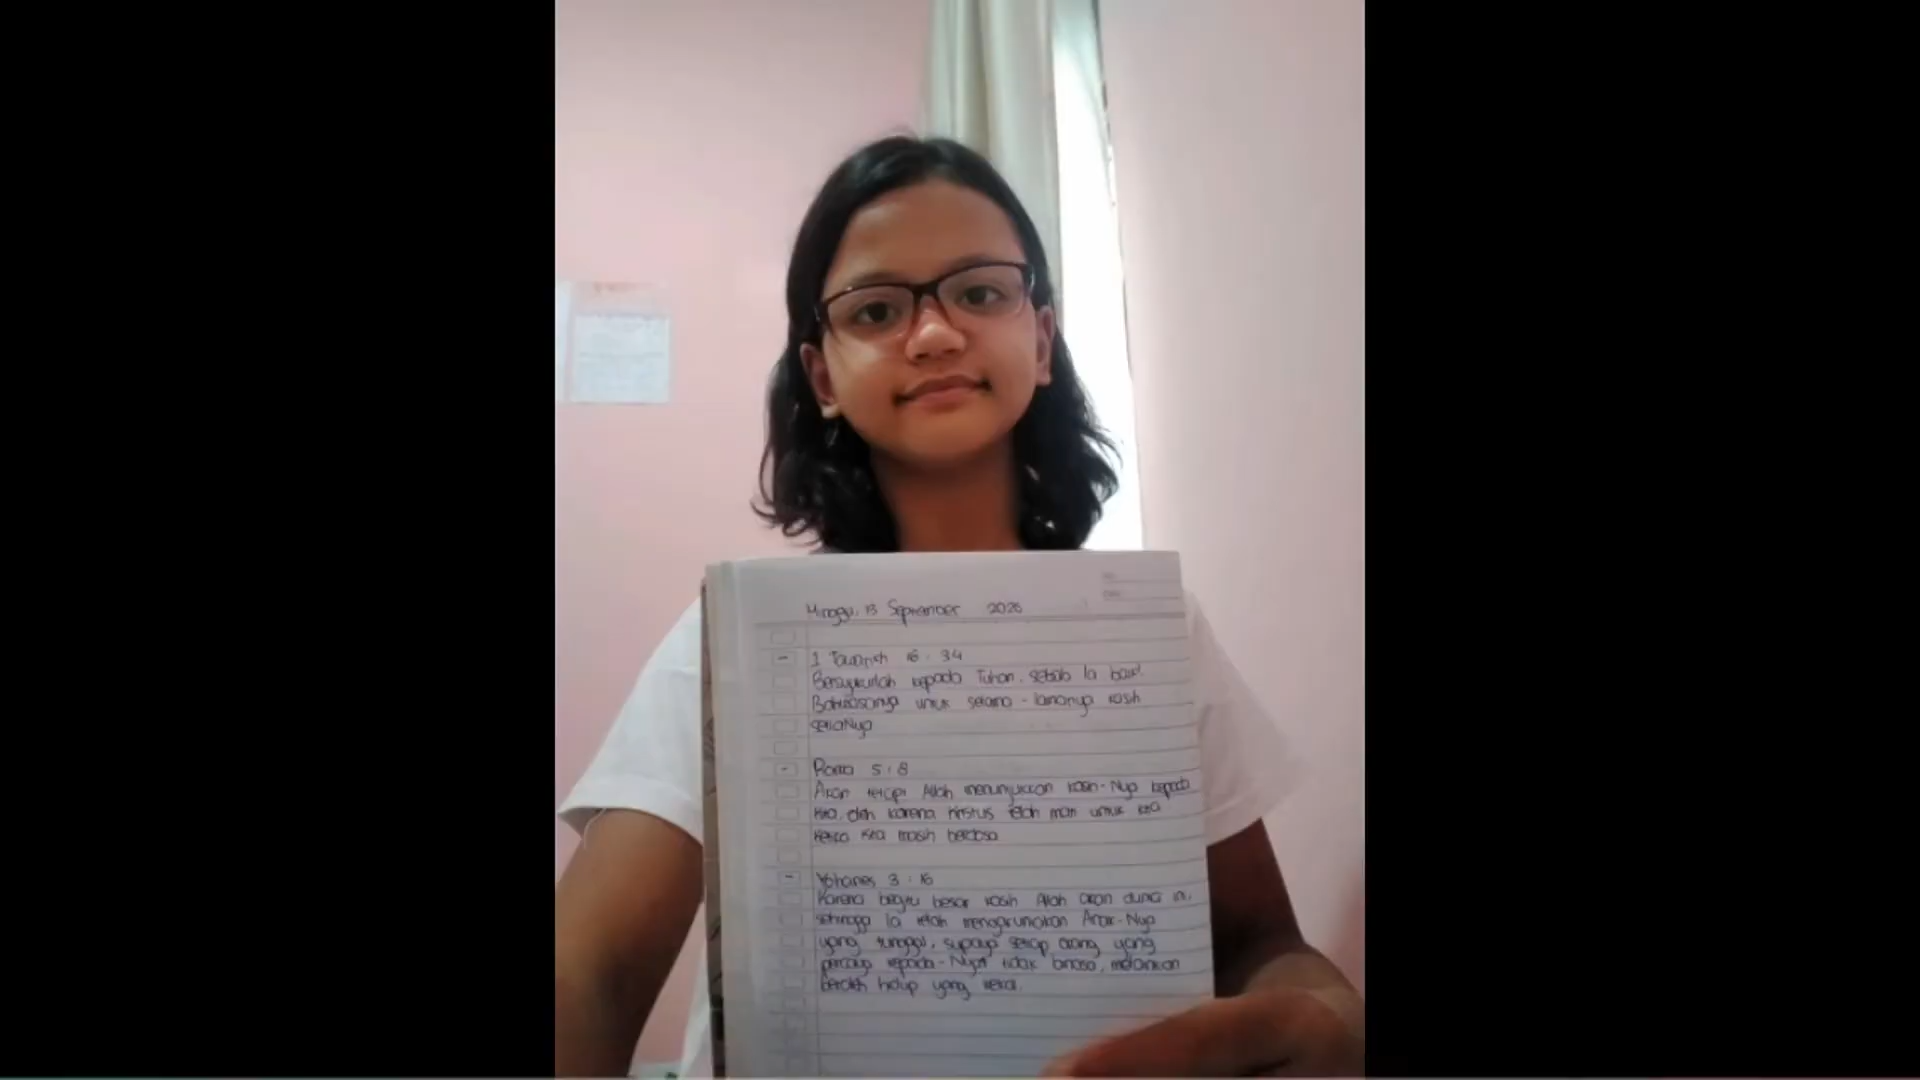 Minggu, 13 September 2020
- 1 Tawarikh 16 : 34
Bersyukurlah kepada Tuhan, sebab Ia baik!
Bahwasanya untuk selama - lamanya kasih
setiaNya
- Roma 5 : 8
Akan tetapi Allah menunjukkan kasih-Nya kepada
kita, oleh karena Kristus telah mati untuk kita
ketika kita masih berdosa
- Yohanes 3 : 16
Karena begitu besar kasih Allah akan dunia ini,
sehingga Ia telah mengaruniakan Anak-Nya
yang tunggal, supaya setiap orang yang
percaya kepada-Nya tidak binasa, melainkan
beroleh hidup yang kekal.